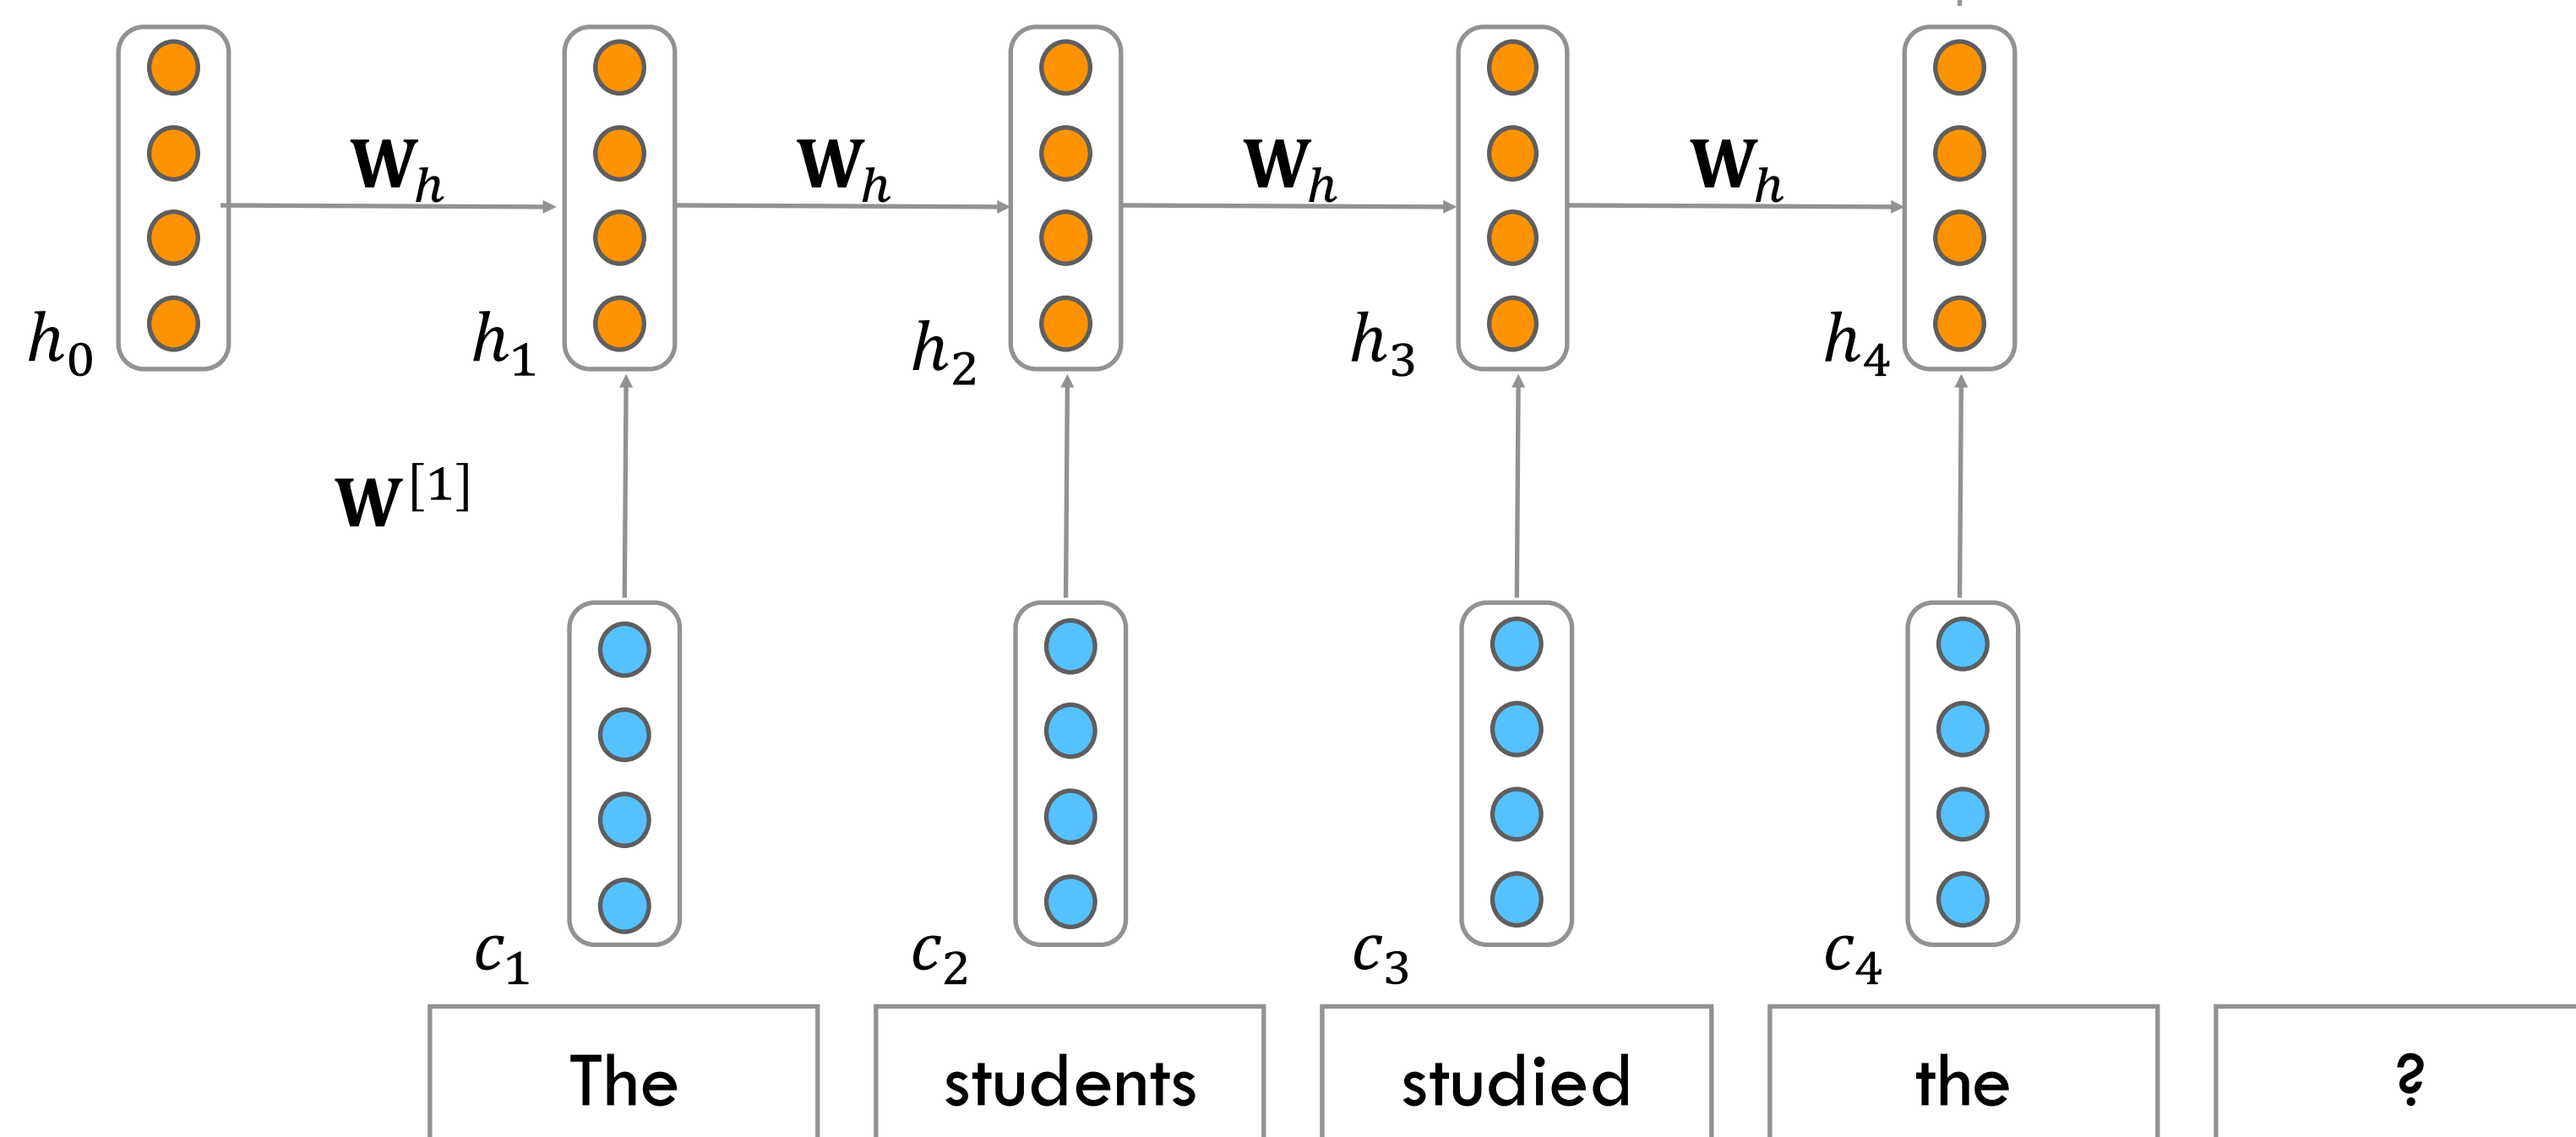 W_h W_h W_h W_h
h_0 h_1 h_2 h_3 h_4
W^[1]
c_1 c_2 c_3 c_4
The students studied the ?